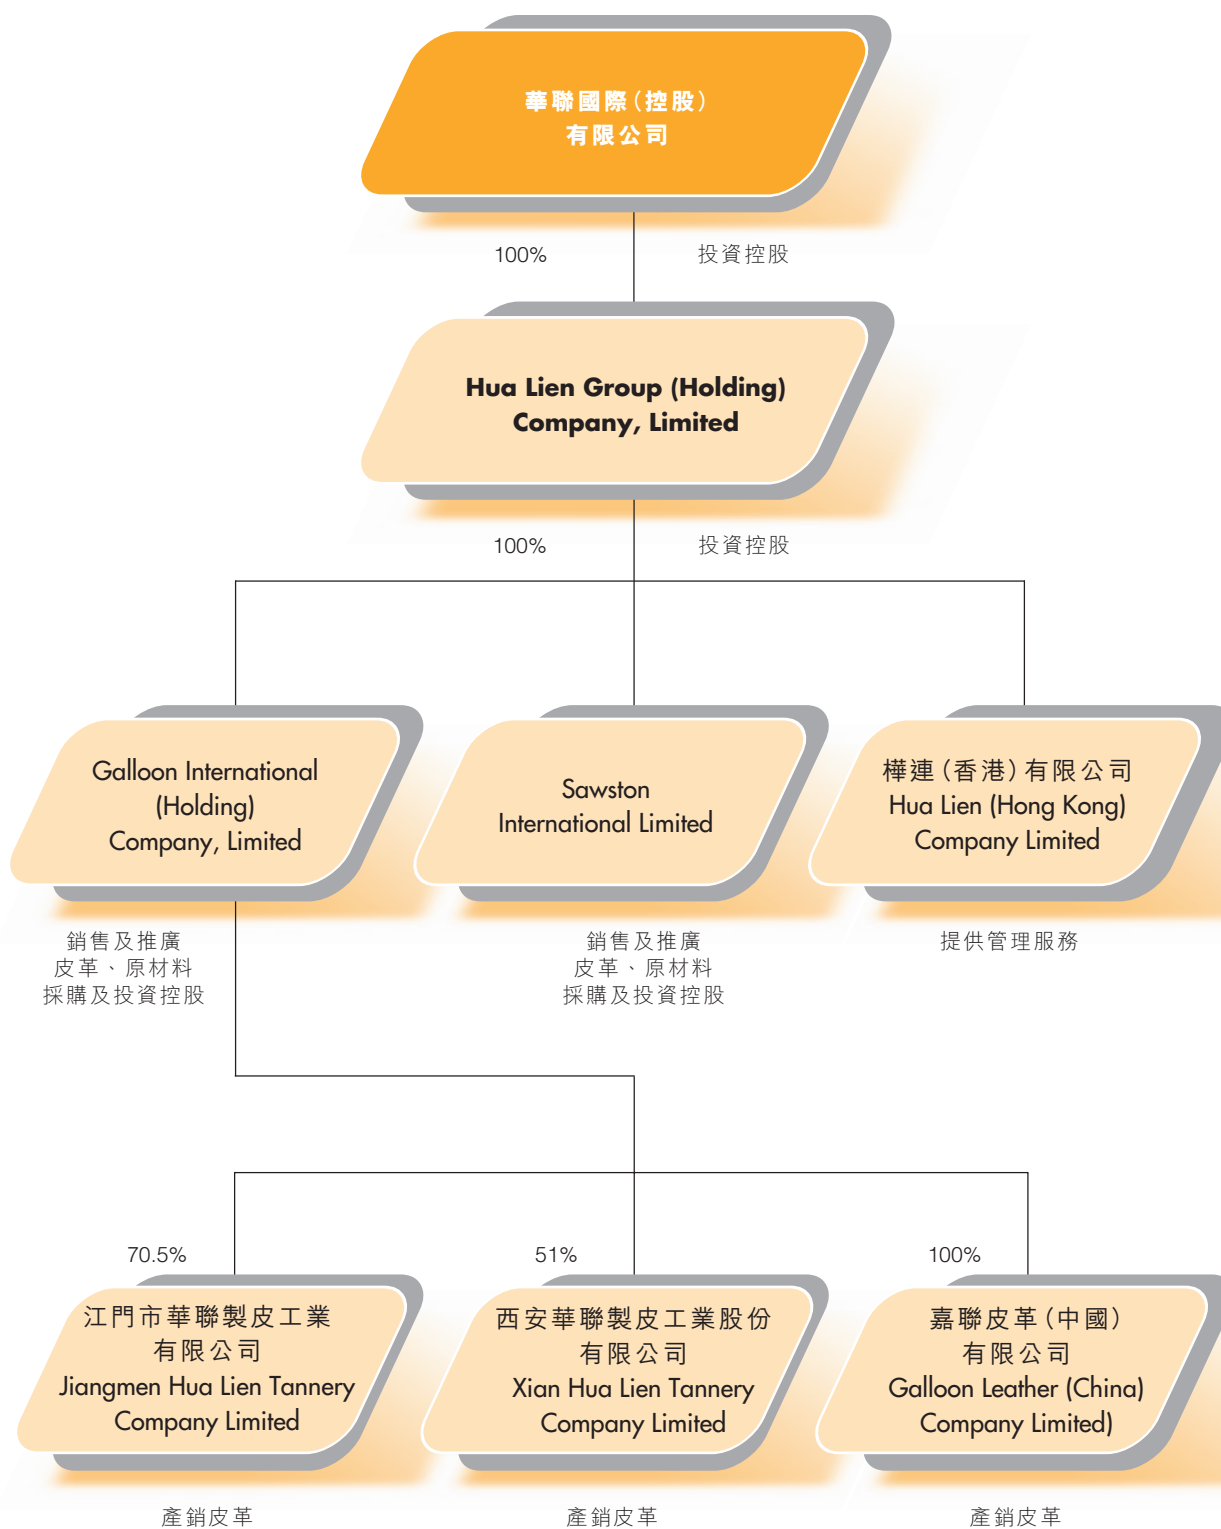 華聯國際（控股）
有限公司
100%
投資控股
Hua Lien Group (Holding)
Company, Limited
100%
投資控股
Galloon International
(Holding)
Company, Limited
Sawston
International Limited
樺連（香港）有限公司
Hua Lien (Hong Kong)
Company Limited
銷售及推廣
皮革、原材料
採購及投資控股
銷售及推廣
皮革、原材料
採購及投資控股
提供管理服務
70.5%
51%
100%
江門市華聯製皮工業
有限公司
Jiangmen Hua Lien Tannery
Company Limited
西安華聯製皮工業股份
有限公司
Xian Hua Lien Tannery
Company Limited
嘉聯皮革（中國）
有限公司
Galloon Leather (China)
Company Limited)
產銷皮革
產銷皮革
產銷皮革